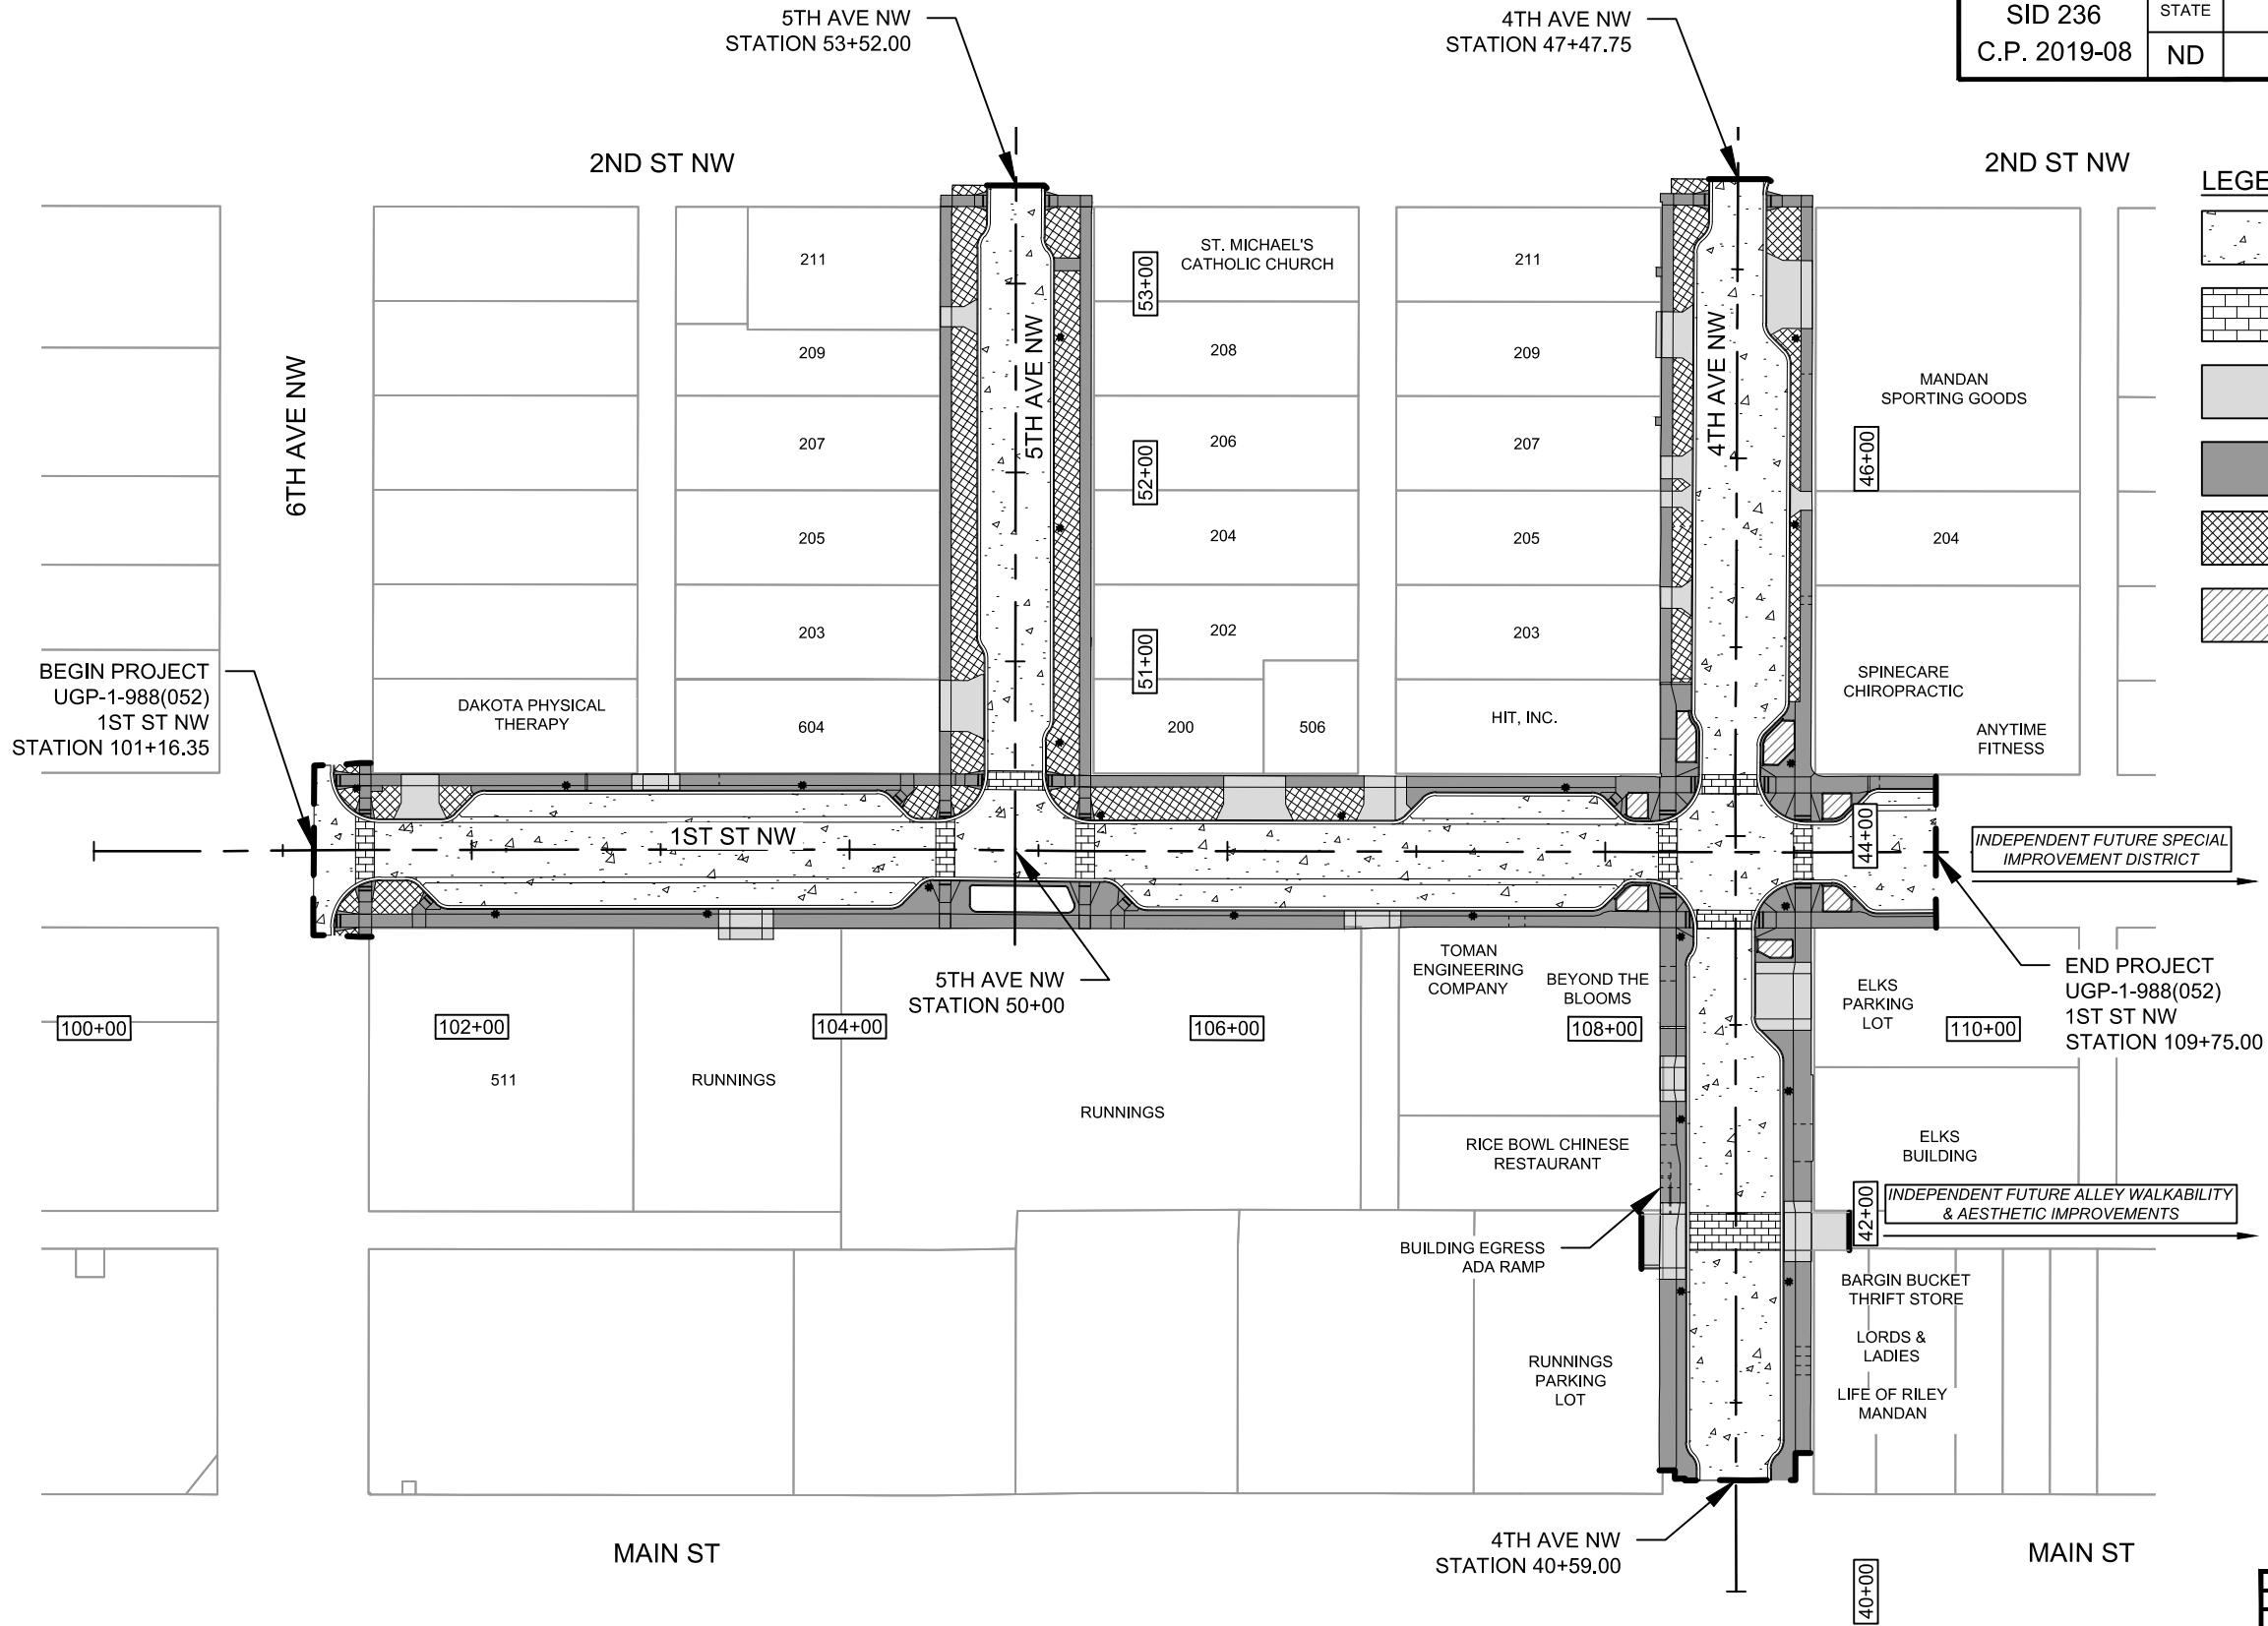 5TH AVE NW
STATION 53+52.00
4TH AVE NW
STATION 47+47.75
SID 236
C.P. 2019-08
STATE
ND
2ND ST NW
2ND ST NW
6TH AVE NW
211
209
207
205
203
604
DAKOTA PHYSICAL
THERAPY
5TH AVE NW
53+00
52+00
51+00
ST. MICHAEL'S
CATHOLIC CHURCH
208
206
204
202
200
506
211
209
207
205
203
HIT, INC.
4TH AVE NW
46+00
MANDAN
SPORTING GOODS
204
SPINECARE
CHIROPRACTIC
ANYTIME
FITNESS
BEGIN PROJECT
UGP-1-988(052)
1ST ST NW
STATION 101+16.35
1ST ST NW
44+00
INDEPENDENT FUTURE SPECIAL
IMPROVEMENT DISTRICT
5TH AVE NW
STATION 50+00
100+00
102+00
104+00
106+00
108+00
110+00
TOMAN
ENGINEERING
COMPANY
BEYOND THE
BLOOMS
ELKS
PARKING
LOT
END PROJECT
UGP-1-988(052)
1ST ST NW
STATION 109+75.00
511
RUNNINGS
RUNNINGS
RICE BOWL CHINESE
RESTAURANT
ELKS
BUILDING
42+00
INDEPENDENT FUTURE ALLEY WALKABILITY
& AESTHETIC IMPROVEMENTS
BUILDING EGRESS
ADA RAMP
BARGIN BUCKET
THRIFT STORE
LORDS &
LADIES
LIFE OF RILEY
MANDAN
RUNNINGS
PARKING
LOT
4TH AVE NW
STATION 40+59.00
MAIN ST
MAIN ST
40+00